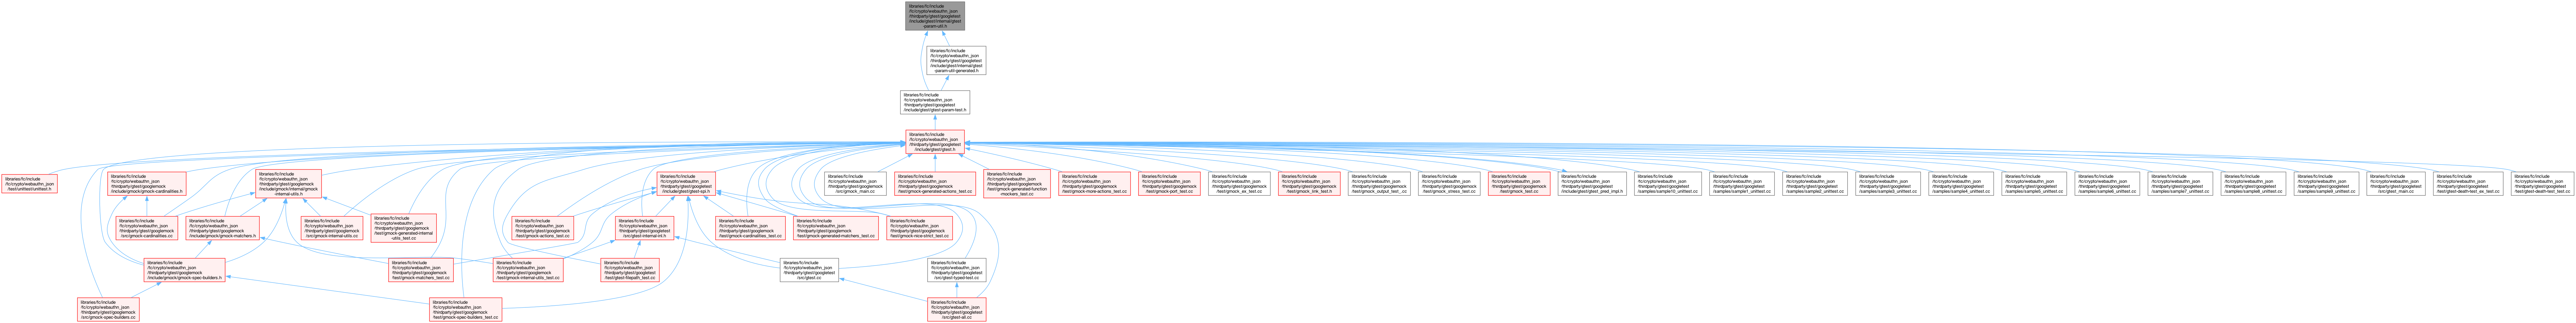 libraries/fc/include
/fc/crypto/webauthn_json
/thirdparty/gtest/googletest
/include/gtest/internal/gtest
-param-util.h
libraries/fc/include
/fc/crypto/webauthn_json
/thirdparty/gtest/googletest
/include/gtest/internal/gtest
-param-util-generated.h
libraries/fc/include
/fc/crypto/webauthn_json
/thirdparty/gtest/googletest
/include/gtest/gtest-param-test.h
libraries/fc/include
/fc/crypto/webauthn_json
/thirdparty/gtest/googletest
/include/gtest/gtest.h
libraries/fc/include
/fc/crypto/webauthn_json
/test/unittest/unittest.h
libraries/fc/include
/fc/crypto/webauthn_json
/thirdparty/gtest/googlemock
/include/gmock/gmock-cardinalities.h
libraries/fc/include
/fc/crypto/webauthn_json
/thirdparty/gtest/googlemock
/include/gmock/internal/gmock
-internal-utils.h
libraries/fc/include
/fc/crypto/webauthn_json
/thirdparty/gtest/googletest
/include/gtest/gtest-spi.h
libraries/fc/include
/fc/crypto/webauthn_json
/thirdparty/gtest/googlemock
/src/gmock_main.cc
libraries/fc/include
/fc/crypto/webauthn_json
/thirdparty/gtest/googlemock
/test/gmock-generated-actions_test.cc
libraries/fc/include
/fc/crypto/webauthn_json
/thirdparty/gtest/googlemock
/test/gmock-generated-function
-mockers_test.cc
libraries/fc/include
/fc/crypto/webauthn_json
/thirdparty/gtest/googlemock
/test/gmock-more-actions_test.cc
libraries/fc/include
/fc/crypto/webauthn_json
/thirdparty/gtest/googlemock
/test/gmock-port_test.cc
libraries/fc/include
/fc/crypto/webauthn_json
/thirdparty/gtest/googlemock
/test/gmock_ex_test.cc
libraries/fc/include
/fc/crypto/webauthn_json
/thirdparty/gtest/googlemock
/test/gmock_link_test.h
libraries/fc/include
/fc/crypto/webauthn_json
/thirdparty/gtest/googlemock
/test/gmock_output_test_.cc
libraries/fc/include
/fc/crypto/webauthn_json
/thirdparty/gtest/googlemock
/test/gmock_stress_test.cc
libraries/fc/include
/fc/crypto/webauthn_json
/thirdparty/gtest/googlemock
/test/gmock_test.cc
libraries/fc/include
/fc/crypto/webauthn_json
/thirdparty/gtest/googletest
/include/gtest/gtest_pred_impl.h
libraries/fc/include
/fc/crypto/webauthn_json
/thirdparty/gtest/googletest
/samples/sample10_unittest.cc
libraries/fc/include
/fc/crypto/webauthn_json
/thirdparty/gtest/googletest
/samples/sample1_unittest.cc
libraries/fc/include
/fc/crypto/webauthn_json
/thirdparty/gtest/googletest
/samples/sample2_unittest.cc
libraries/fc/include
/fc/crypto/webauthn_json
/thirdparty/gtest/googletest
/samples/sample3_unittest.cc
libraries/fc/include
/fc/crypto/webauthn_json
/thirdparty/gtest/googletest
/samples/sample4_unittest.cc
libraries/fc/include
/fc/crypto/webauthn_json
/thirdparty/gtest/googletest
/samples/sample5_unittest.cc
libraries/fc/include
/fc/crypto/webauthn_json
/thirdparty/gtest/googletest
/samples/sample6_unittest.cc
libraries/fc/include
/fc/crypto/webauthn_json
/thirdparty/gtest/googletest
/samples/sample7_unittest.cc
libraries/fc/include
/fc/crypto/webauthn_json
/thirdparty/gtest/googletest
/samples/sample8_unittest.cc
libraries/fc/include
/fc/crypto/webauthn_json
/thirdparty/gtest/googletest
/samples/sample9_unittest.cc
libraries/fc/include
/fc/crypto/webauthn_json
/thirdparty/gtest/googletest
/src/gtest_main.cc
libraries/fc/include
/fc/crypto/webauthn_json
/thirdparty/gtest/googletest
/test/gtest-death-test_ex_test.cc
libraries/fc/include
/fc/crypto/webauthn_json
/thirdparty/gtest/googletest
/test/gtest-death-test_test.cc
libraries/fc/include
/fc/crypto/webauthn_json
/thirdparty/gtest/googlemock
/src/gmock-cardinalities.cc
libraries/fc/include
/fc/crypto/webauthn_json
/thirdparty/gtest/googlemock
/include/gmock/gmock-matchers.h
libraries/fc/include
/fc/crypto/webauthn_json
/thirdparty/gtest/googlemock
/src/gmock-internal-utils.cc
libraries/fc/include
/fc/crypto/webauthn_json
/thirdparty/gtest/googlemock
/test/gmock-generated-internal
-utils_test.cc
libraries/fc/include
/fc/crypto/webauthn_json
/thirdparty/gtest/googlemock
/test/gmock-actions_test.cc
libraries/fc/include
/fc/crypto/webauthn_json
/thirdparty/gtest/googletest
/src/gtest-internal-inl.h
libraries/fc/include
/fc/crypto/webauthn_json
/thirdparty/gtest/googlemock
/test/gmock-cardinalities_test.cc
libraries/fc/include
/fc/crypto/webauthn_json
/thirdparty/gtest/googlemock
/test/gmock-generated-matchers_test.cc
libraries/fc/include
/fc/crypto/webauthn_json
/thirdparty/gtest/googlemock
/test/gmock-nice-strict_test.cc
libraries/fc/include
/fc/crypto/webauthn_json
/thirdparty/gtest/googlemock
/include/gmock/gmock-spec-builders.h
libraries/fc/include
/fc/crypto/webauthn_json
/thirdparty/gtest/googlemock
/test/gmock-matchers_test.cc
libraries/fc/include
/fc/crypto/webauthn_json
/thirdparty/gtest/googlemock
/test/gmock-internal-utils_test.cc
libraries/fc/include
/fc/crypto/webauthn_json
/thirdparty/gtest/googletest
/test/gtest-filepath_test.cc
libraries/fc/include
/fc/crypto/webauthn_json
/thirdparty/gtest/googletest
/src/gtest.cc
libraries/fc/include
/fc/crypto/webauthn_json
/thirdparty/gtest/googletest
/src/gtest-typed-test.cc
libraries/fc/include
/fc/crypto/webauthn_json
/thirdparty/gtest/googlemock
/src/gmock-spec-builders.cc
libraries/fc/include
/fc/crypto/webauthn_json
/thirdparty/gtest/googlemock
/test/gmock-spec-builders_test.cc
libraries/fc/include
/fc/crypto/webauthn_json
/thirdparty/gtest/googletest
/src/gtest-all.cc